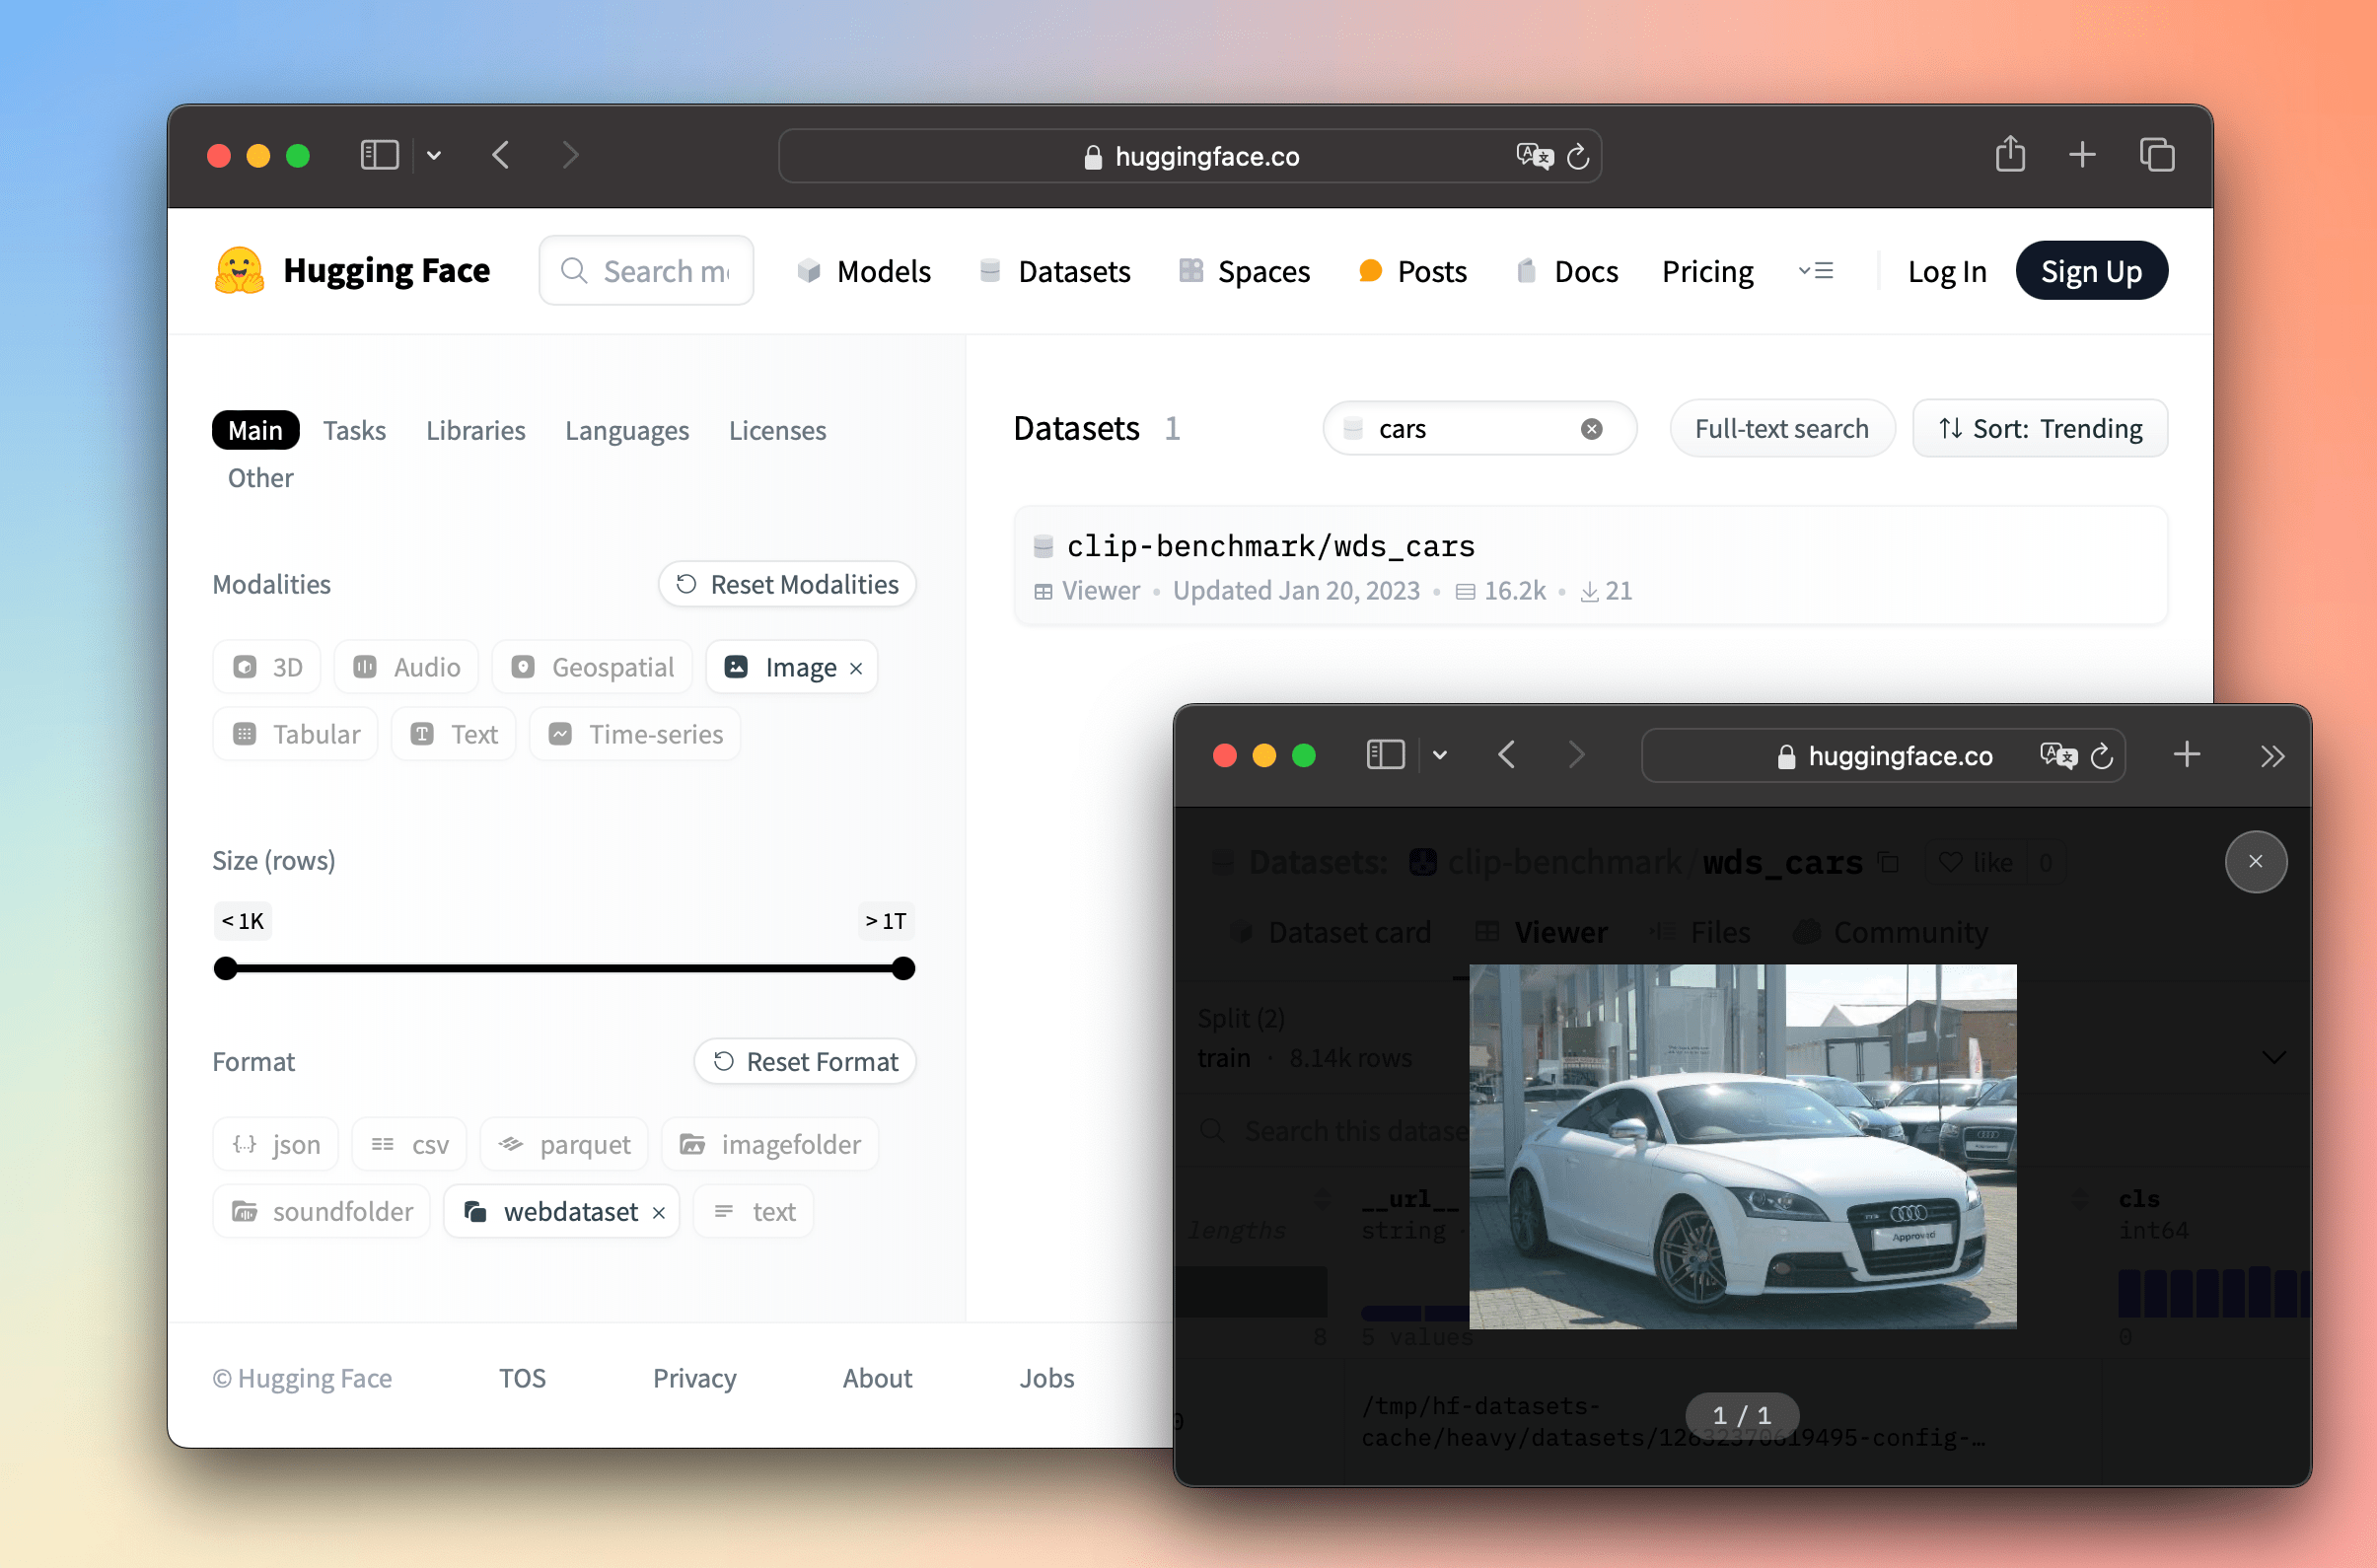 huggingface.co
Hugging Face
Search m
Models
Datasets
Spaces
Posts
Docs
Pricing
Log In
Sign Up
Main
Tasks
Libraries
Languages
Licenses
Other
Modalities
Reset Modalities
3D
Audio
Geospatial
Image ×
Tabular
Text
Time-series
Size (rows)
< 1K
> 1T
Format
Reset Format
json
csv
parquet
imagefolder
soundfolder
webdataset ×
text
Datasets 1
cars
Full-text search
Sort: Trending
clip-benchmark/wds_cars
Viewer • Updated Jan 20, 2023 • 16.2k • 21
© Hugging Face
TOS
Privacy
About
Jobs
huggingface.co
Datasets: clip-benchmark/wds_cars
like 0
Dataset card
Viewer
Files
Community
Split (2)
train · 8.14k rows
Search this datase
lengths
__url__
string ·
cls
int64
Approved
8
5 values
0
0
/tmp/hf-datasets-
cache/heavy/datasets/12632370619495-config-…
1 / 1